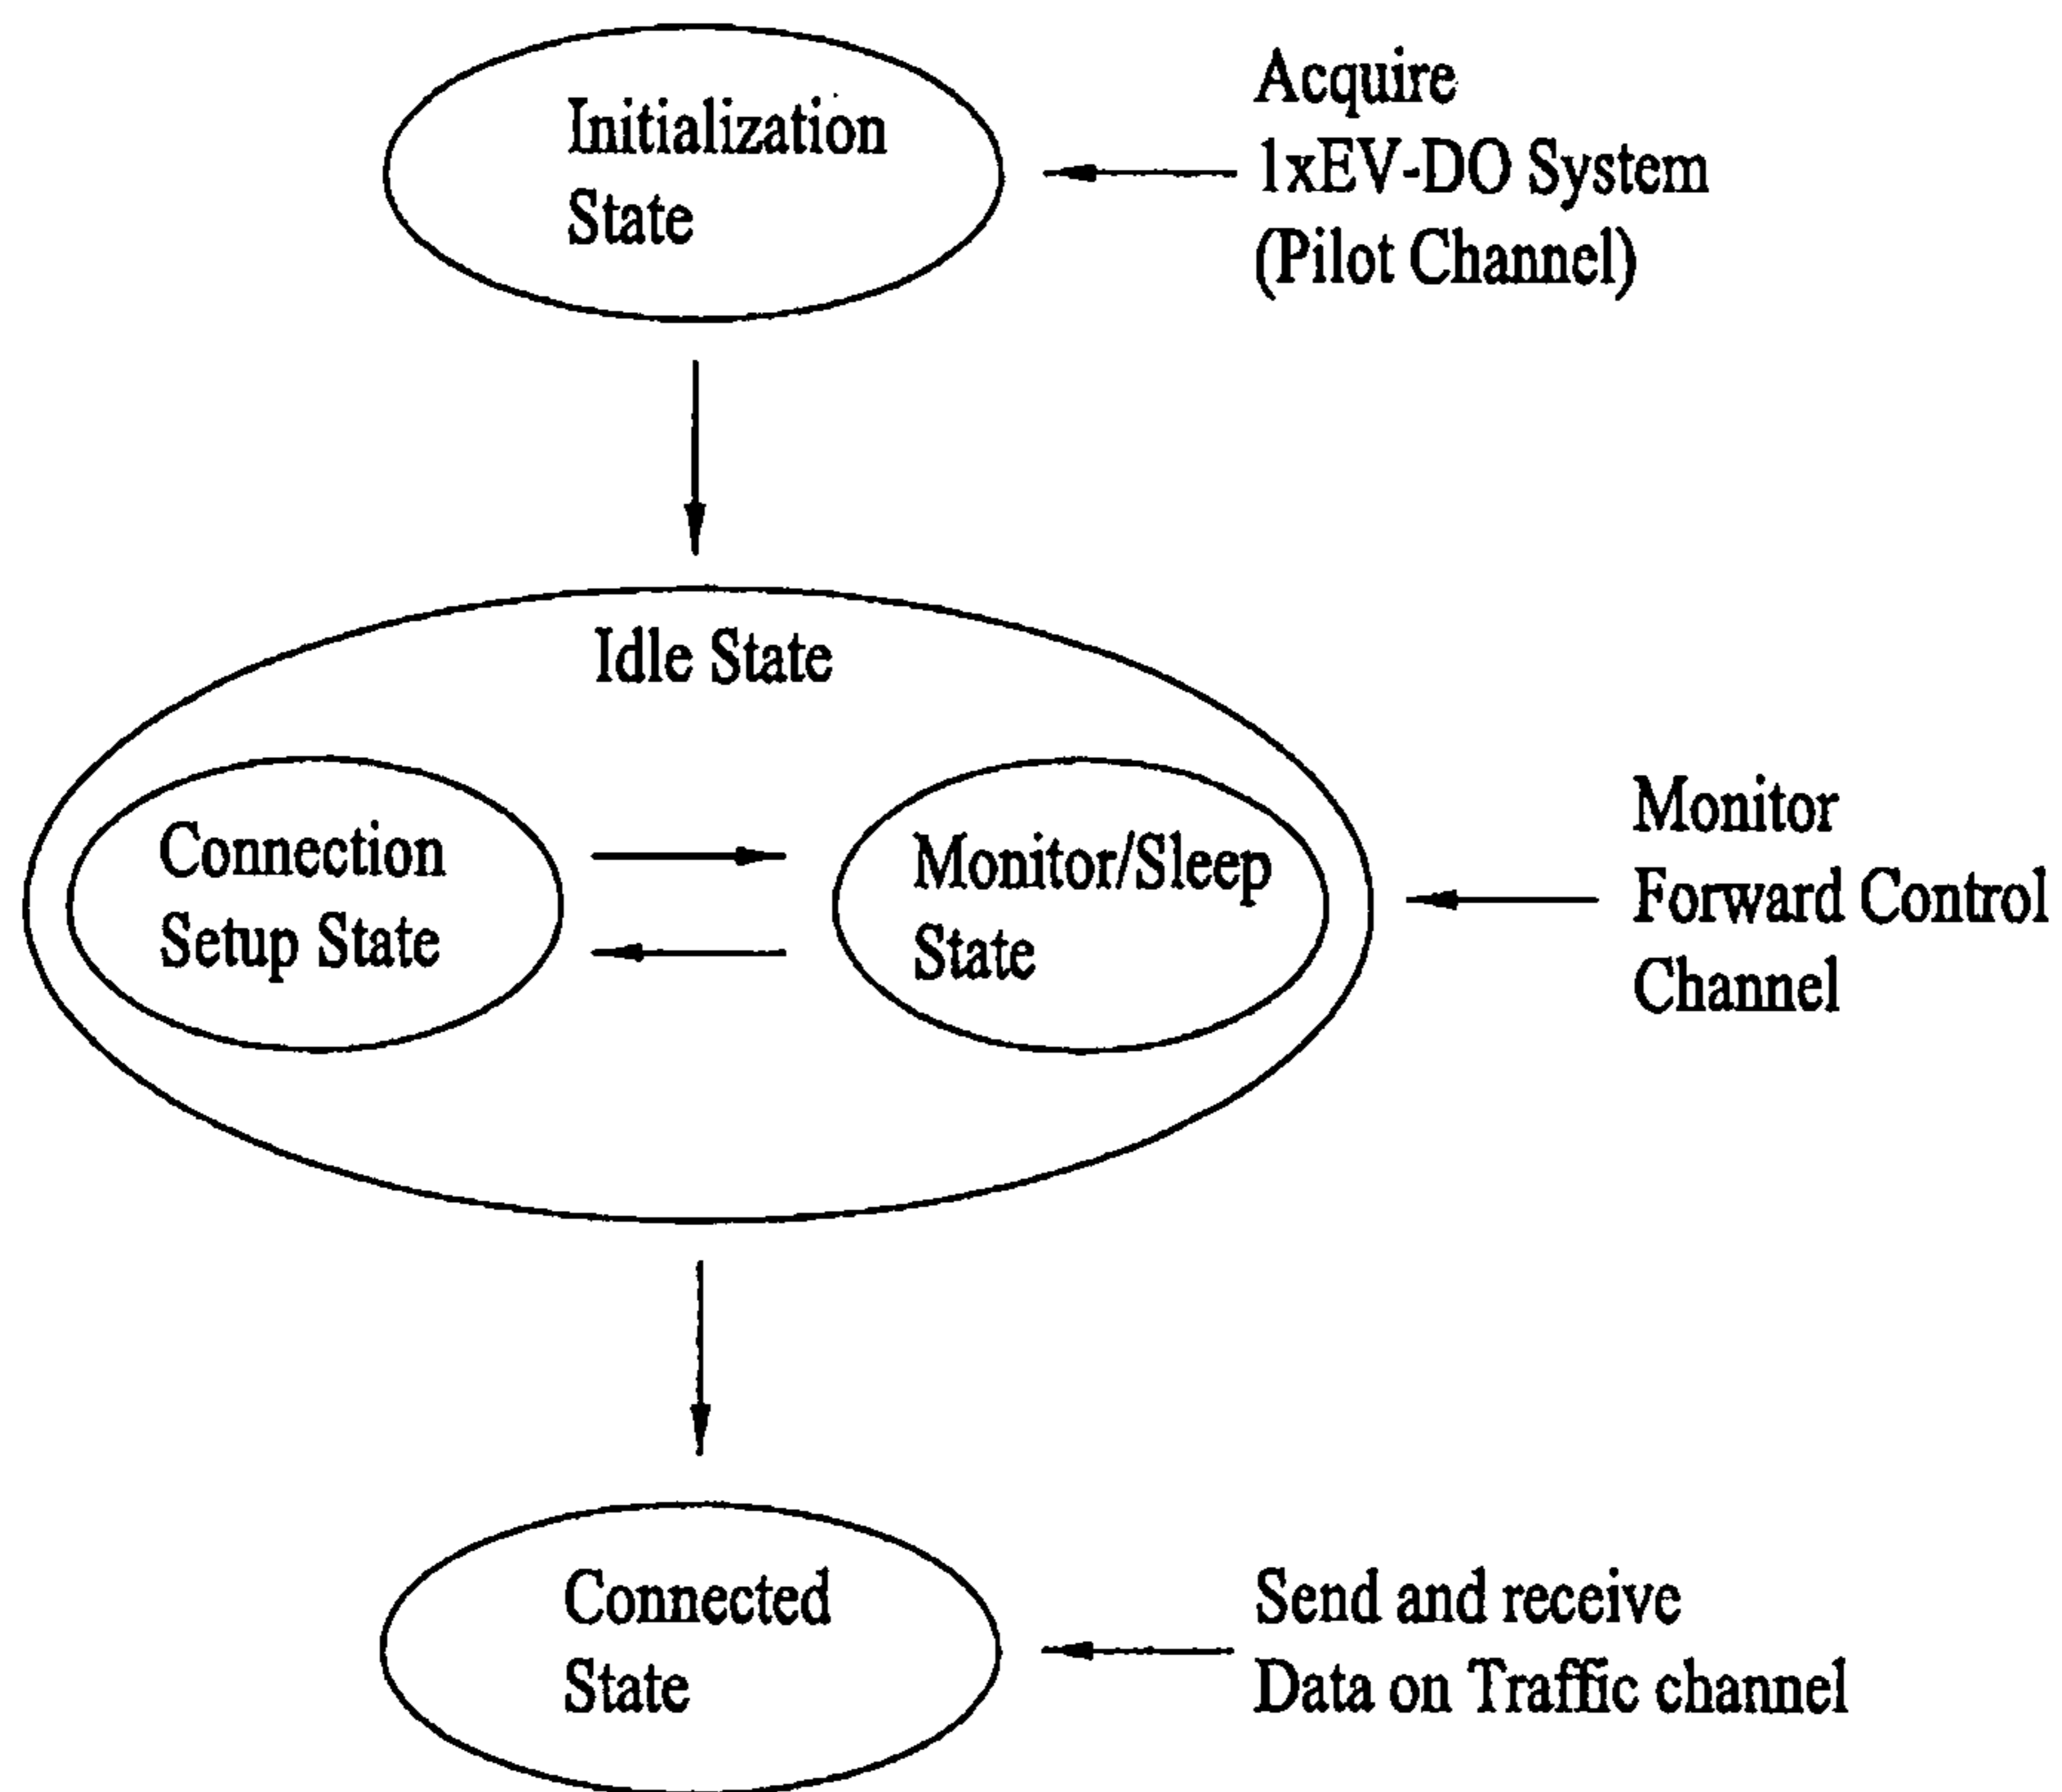 Initialization
State
Acquire
1xEV-DO System
(Pilot Channel)
Idle State
Connection
Setup State
Monitor/Sleep
State
Monitor
Forward Control
Channel
Connected
State
Send and receive
Data on Traffic channel